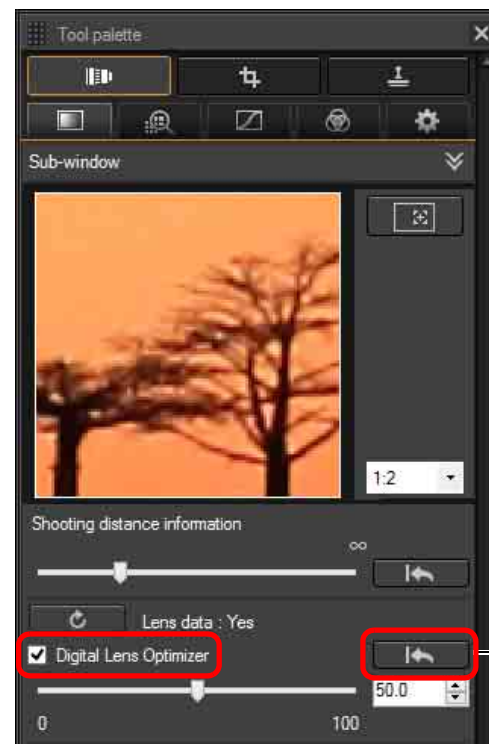 Tool palette
Sub-window
1:2
Shooting distance information
∞
Lens data : Yes
Digital Lens Optimizer
50.0
0 100